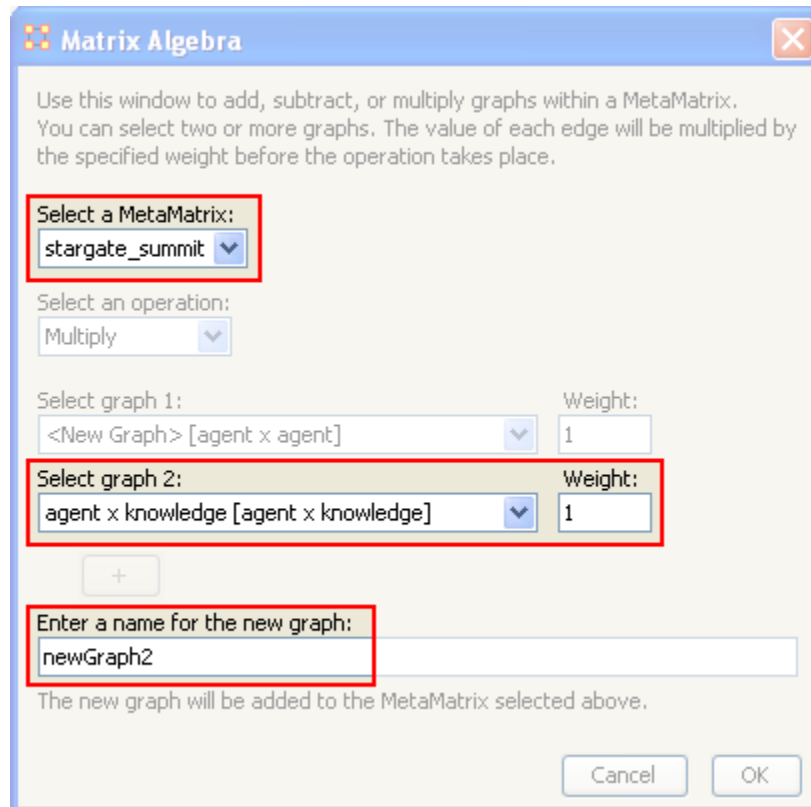 Matrix Algebra
Use this window to add, subtract, or multiply graphs within a MetaMatrix.
You can select two or more graphs. The value of each edge will be multiplied by
the specified weight before the operation takes place.
Select a MetaMatrix:
stargate_summit
Select an operation:
Multiply
Select graph 1: Weight:
<New Graph> [agent x agent] 1
Select graph 2: Weight:
agent x knowledge [agent x knowledge] 1
+
Enter a name for the new graph:
newGraph2
The new graph will be added to the MetaMatrix selected above.
Cancel OK